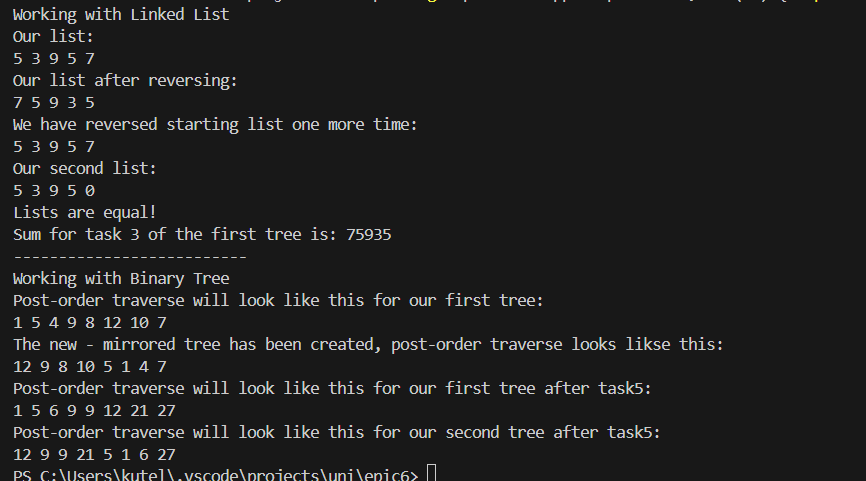 Working with Linked List
Our list:
5 3 9 5 7
Our list after reversing:
7 5 9 3 5
We have reversed starting list one more time:
5 3 9 5 7
Our second list:
5 3 9 5 0
Lists are equal!
Sum for task 3 of the first tree is: 75935
--------------------------
Working with Binary Tree
Post-order traverse will look like this for our first tree:
1 5 4 9 8 12 10 7
The new - mirrored tree has been created, post-order traverse looks likse this:
12 9 8 10 5 1 4 7
Post-order traverse will look like this for our first tree after task5:
1 5 6 9 9 12 21 27
Post-order traverse will look like this for our second tree after task5:
12 9 9 21 5 1 6 27
PS C:\Users\kutel\.vscode\projects\uni\epic6>